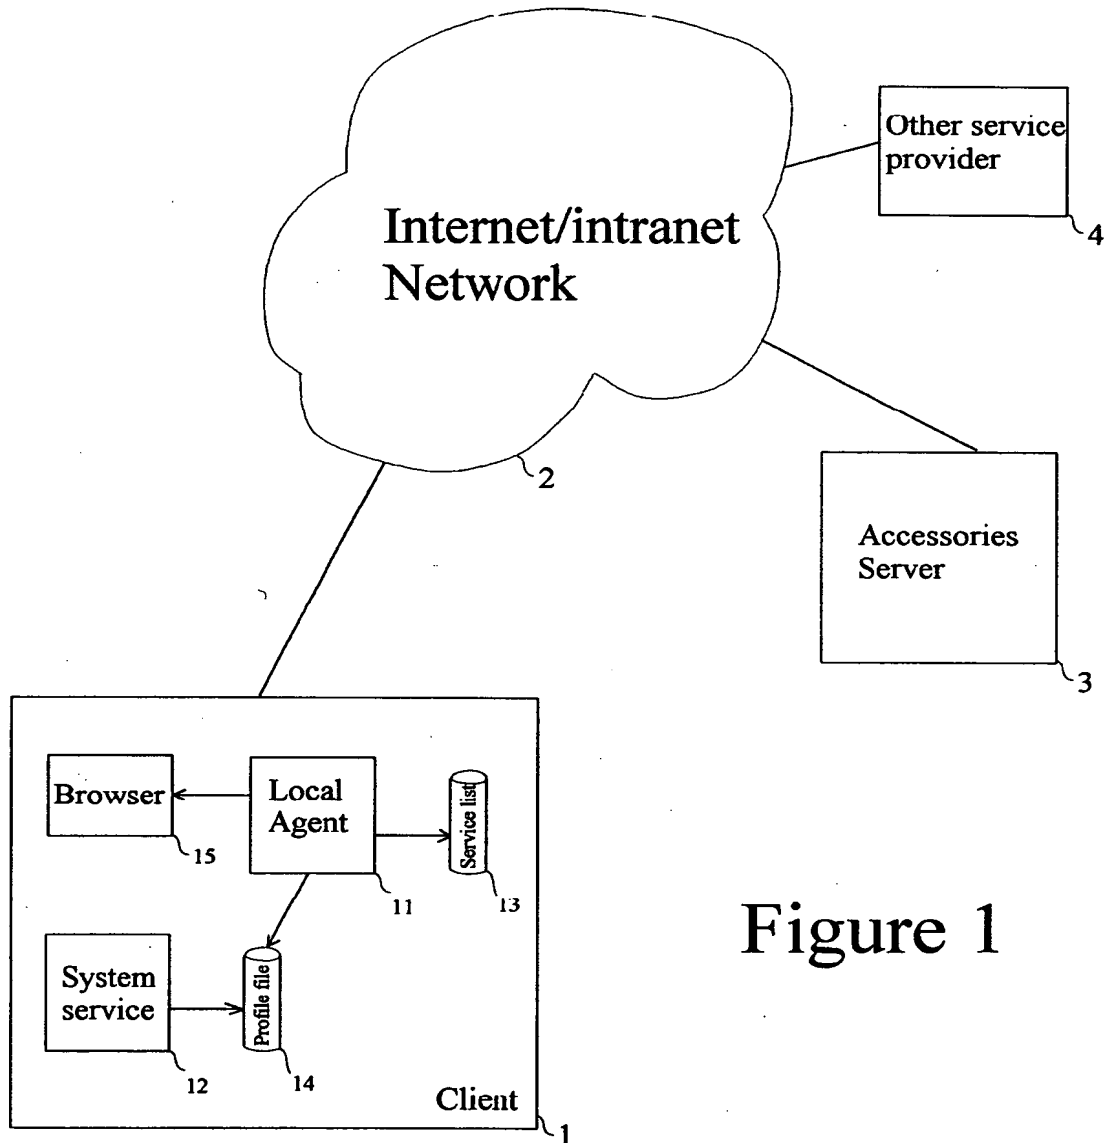 Other service
provider
4
Internet/intranet
Network
2
Accessories
Server
3
Browser
15
Local
Agent
11
Service list
13
System
service
12
Profile file
14
Client
1
Figure 1